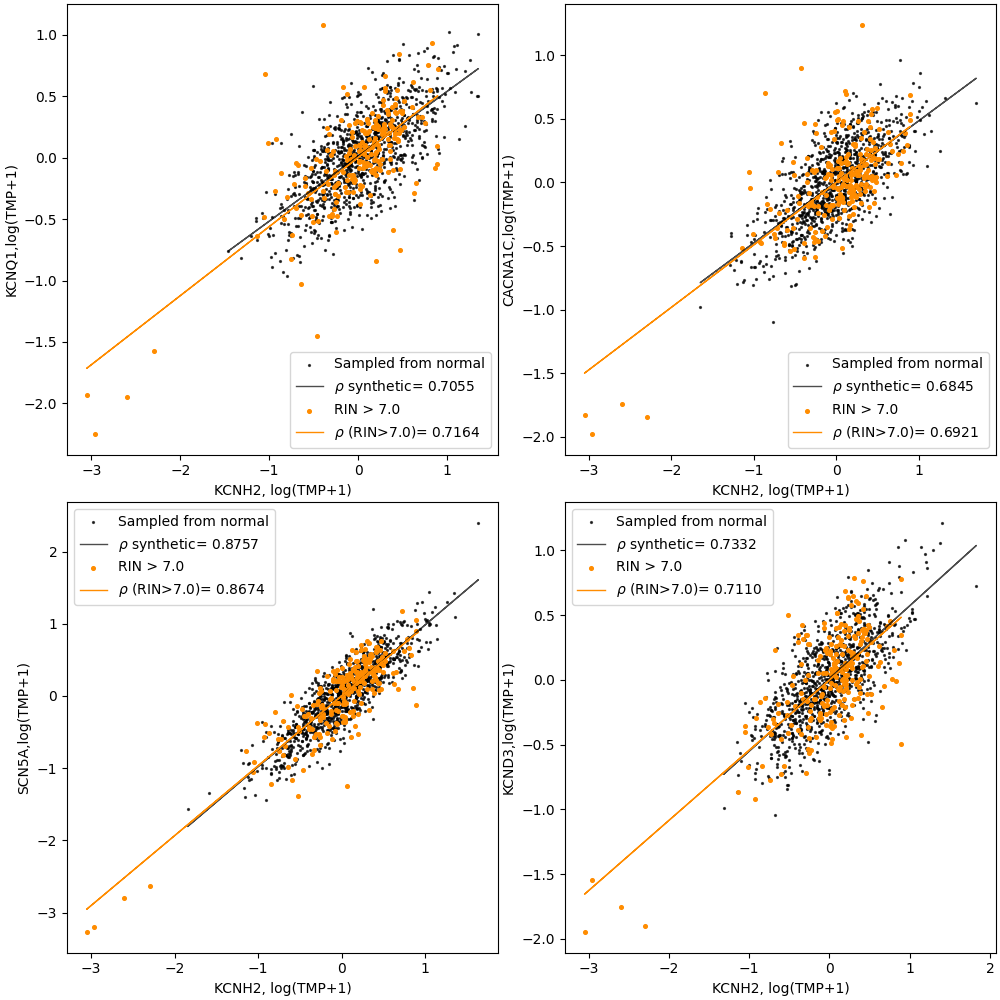 1.0
0.5
0.0
−0.5
−1.0
−1.5
−2.0
KCNQ1,log(TMP+1)
−3
−2
−1
0
1
KCNH2, log(TMP+1)
Sampled from normal
ρ synthetic= 0.7055
RIN > 7.0
ρ (RIN>7.0)= 0.7164
1.0
0.5
0.0
−0.5
−1.0
−1.5
−2.0
CACNA1C,log(TMP+1)
−3
−2
−1
0
1
KCNH2, log(TMP+1)
Sampled from normal
ρ synthetic= 0.6845
RIN > 7.0
ρ (RIN>7.0)= 0.6921
2
1
0
−1
−2
−3
SCN5A,log(TMP+1)
−3
−2
−1
0
1
KCNH2, log(TMP+1)
Sampled from normal
ρ synthetic= 0.8757
RIN > 7.0
ρ (RIN>7.0)= 0.8674
1.0
0.5
0.0
−0.5
−1.0
−1.5
−2.0
KCND3,log(TMP+1)
−3
−2
−1
0
1
2
KCNH2, log(TMP+1)
Sampled from normal
ρ synthetic= 0.7332
RIN > 7.0
ρ (RIN>7.0)= 0.7110